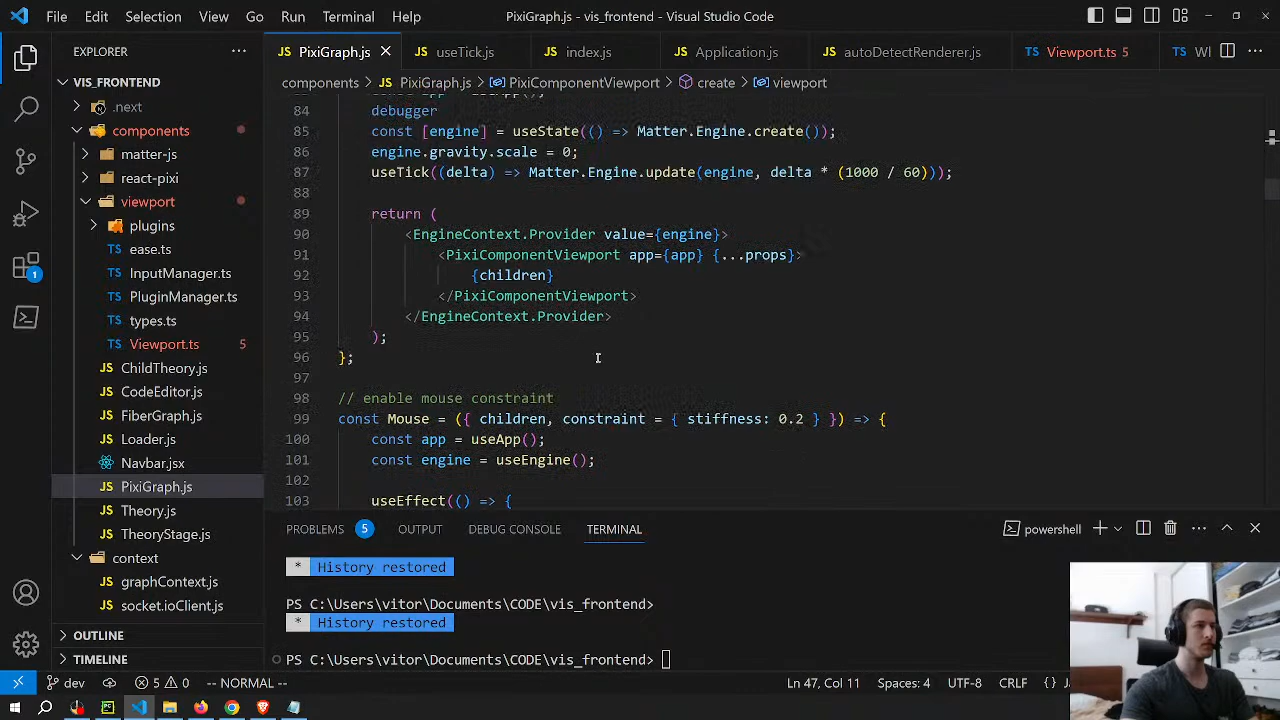 File Edit Selection View Go Run Terminal Help PixiGraph.js - vis_frontend - Visual Studio Code
EXPLORER
PixiGraph.js useTick.js index.js Application.js autoDetectRenderer.js Viewport.ts 5 Wl
components > PixiGraph.js > PixiComponentViewport > create > viewport
VIS_FRONTEND
.next
components
matter-js
react-pixi
viewport
plugins
ease.ts
InputManager.ts
PluginManager.ts
types.ts
Viewport.ts 5
ChildTheory.js
CodeEditor.js
FiberGraph.js
Loader.js
Navbar.jsx
PixiGraph.js
Theory.js
TheoryStage.js
context
graphContext.js
socket.ioClient.js
OUTLINE
TIMELINE
1
84 debugger
85 const [engine] = useState(() => Matter.Engine.create());
86 engine.gravity.scale = 0;
87 useTick((delta) => Matter.Engine.update(engine, delta * (1000 / 60)));
88
89 return (
90 <EngineContext.Provider value={engine}>
91 <PixiComponentViewport app={app} {...props}>
92 {children}
93 </PixiComponentViewport>
94 </EngineContext.Provider>
95 );
96 };
97
98 // enable mouse constraint
99 const Mouse = ({ children, constraint = { stiffness: 0.2 } }) => {
100 const app = useApp();
101 const engine = useEngine();
102
103 useEffect(() => {
PROBLEMS 5 OUTPUT DEBUG CONSOLE TERMINAL powershell
* History restored
PS C:\Users\vitor\Documents\CODE\vis_frontend>
* History restored
PS C:\Users\vitor\Documents\CODE\vis_frontend>
dev 5 0 -- NORMAL -- Ln 47, Col 11 Spaces: 4 UTF-8 CRLF {}